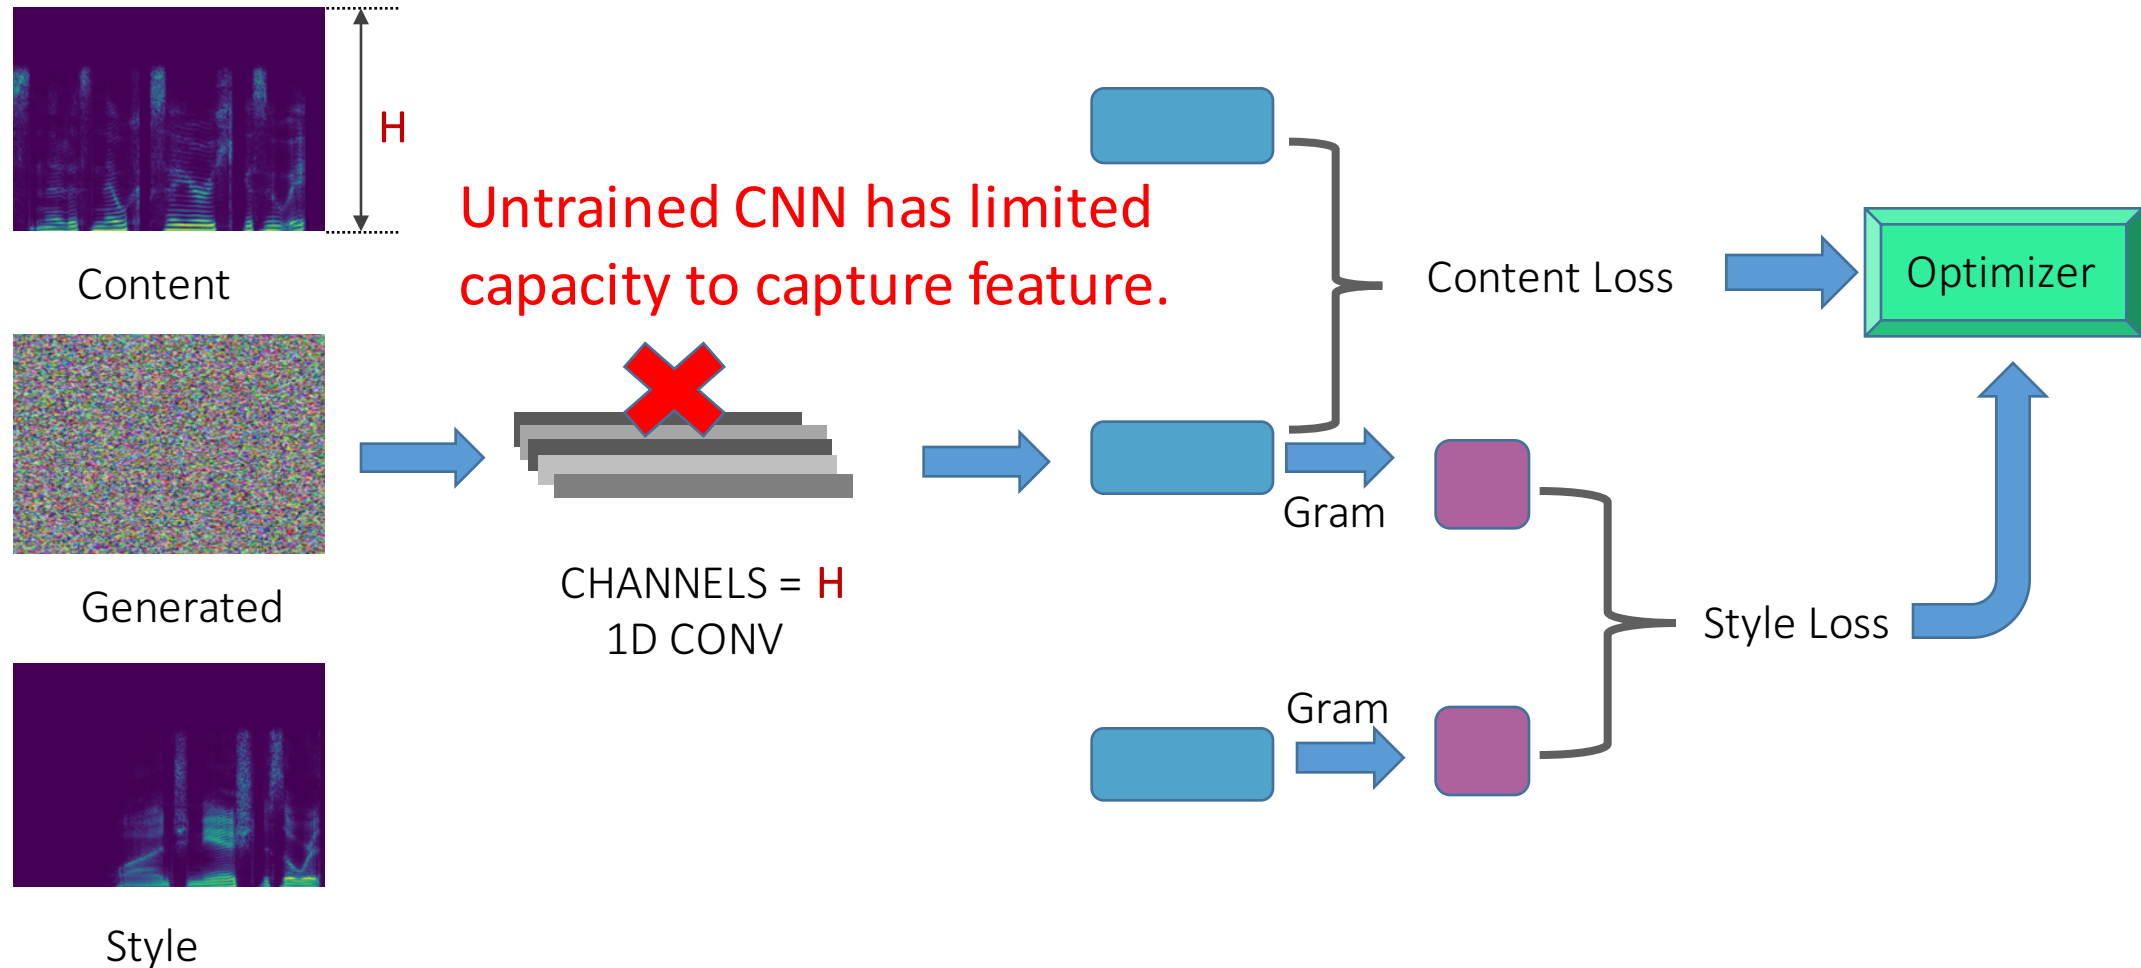 H
Content
Untrained CNN has limited
capacity to capture feature.
Content Loss
Optimizer
Generated
CHANNELS = H
1D CONV
Gram
Style Loss
Gram
Style